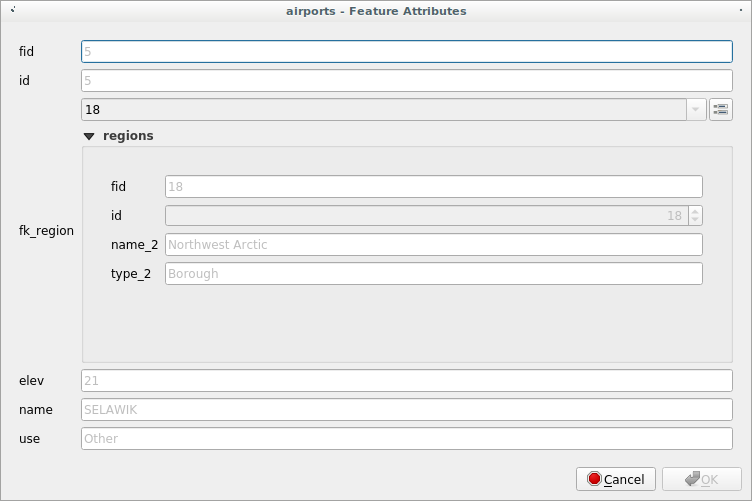 airports - Feature Attributes
fid 5
id 5
18
regions
fk_region
fid 18
id 18
name_2 Northwest Arctic
type_2 Borough
elev 21
name SELAWIK
use Other
Cancel OK